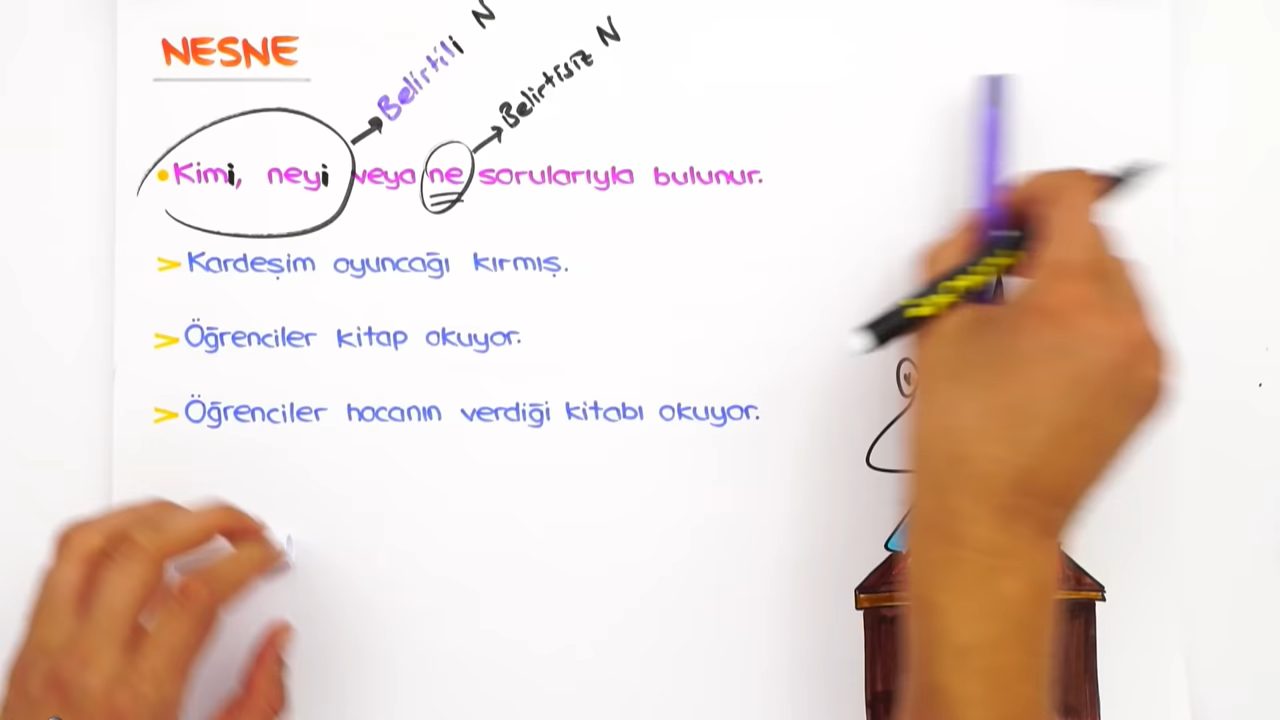 NESNE
Belirtili N
Belirtisiz N
• Kimi, neyi veya ne sorularıyla bulunur.
> Kardeşim oyuncağı kırmış.
> Öğrenciler kitap okuyor.
> Öğrenciler hocanın verdiği kitabı okuyor.